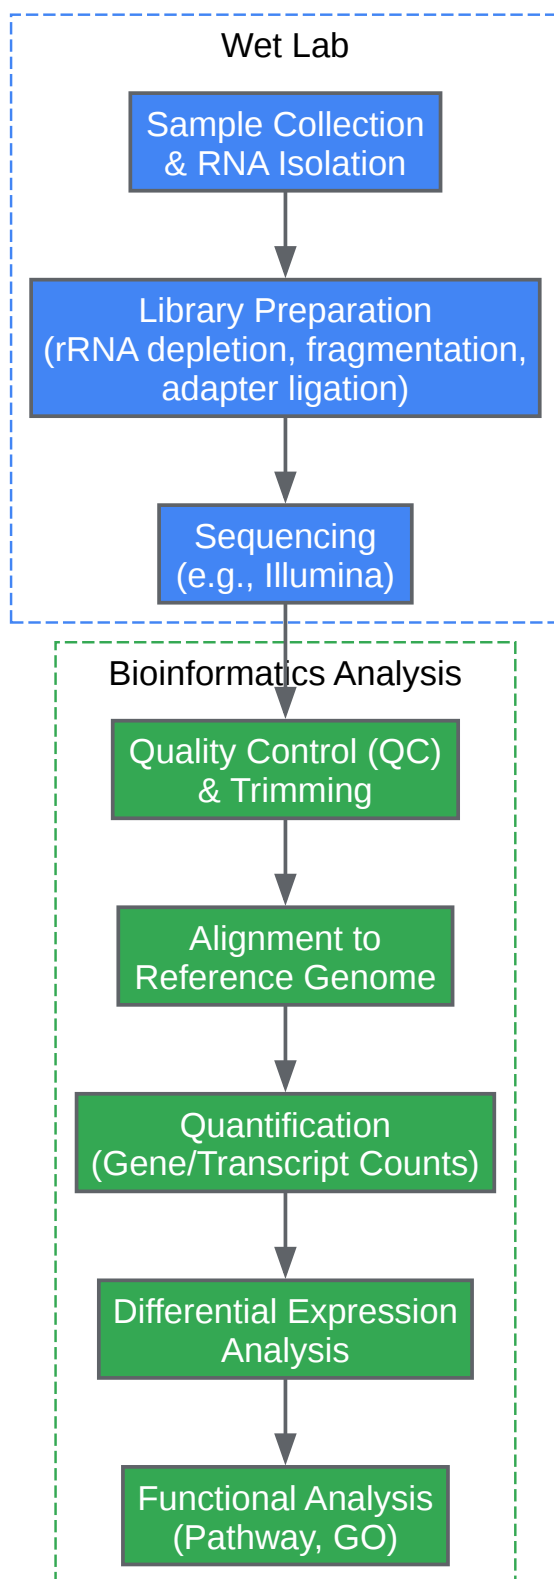 Wet Lab
Sample Collection
& RNA Isolation
Library Preparation
(rRNA depletion, fragmentation,
adapter ligation)
Sequencing
(e.g., Illumina)
Bioinformatics Analysis
Quality Control (QC)
& Trimming
Alignment to
Reference Genome
Quantification
(Gene/Transcript Counts)
Differential Expression
Analysis
Functional Analysis
(Pathway, GO)